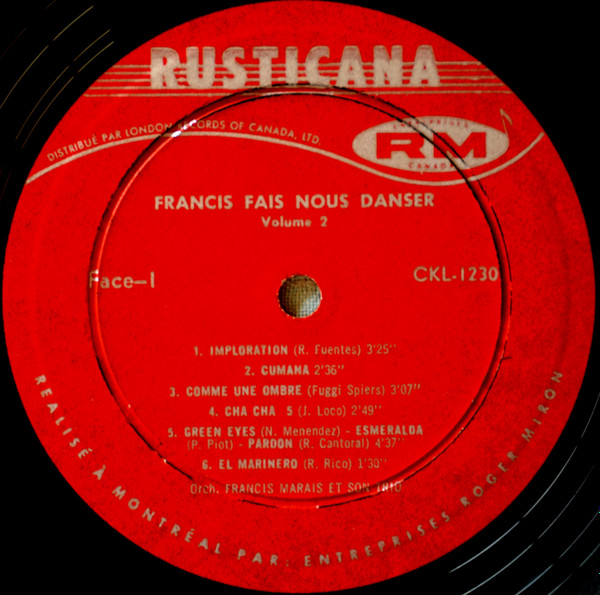 RUSTICANA
DISTRIBUÉ PAR LONDON RECORDS OF CANADA, LTD.
ENTREPRISES
RM
CANADA
FRANCIS FAIS NOUS DANSER
Volume 2
Face-1
CKL-1230
1. IMPLORATION (R. Fuentes) 3'25"
2. CUMANA 2'36"
3. COMME UNE OMBRE (Fuggi Spiers) 3'07"
4. CHA CHA 5 (J. Loco) 2'49"
5. GREEN EYES (N. Menendez) - ESMERALDA
(P. Piot) - PARDON (R. Cantoral) 4'37"
6. EL MARINERO (R. Rico) 1'30"
Orch. FRANCIS MARAIS ET SON TRIO
REALISÉ À MONTRÉAL PAR: ENTREPRISES ROGER MIRON